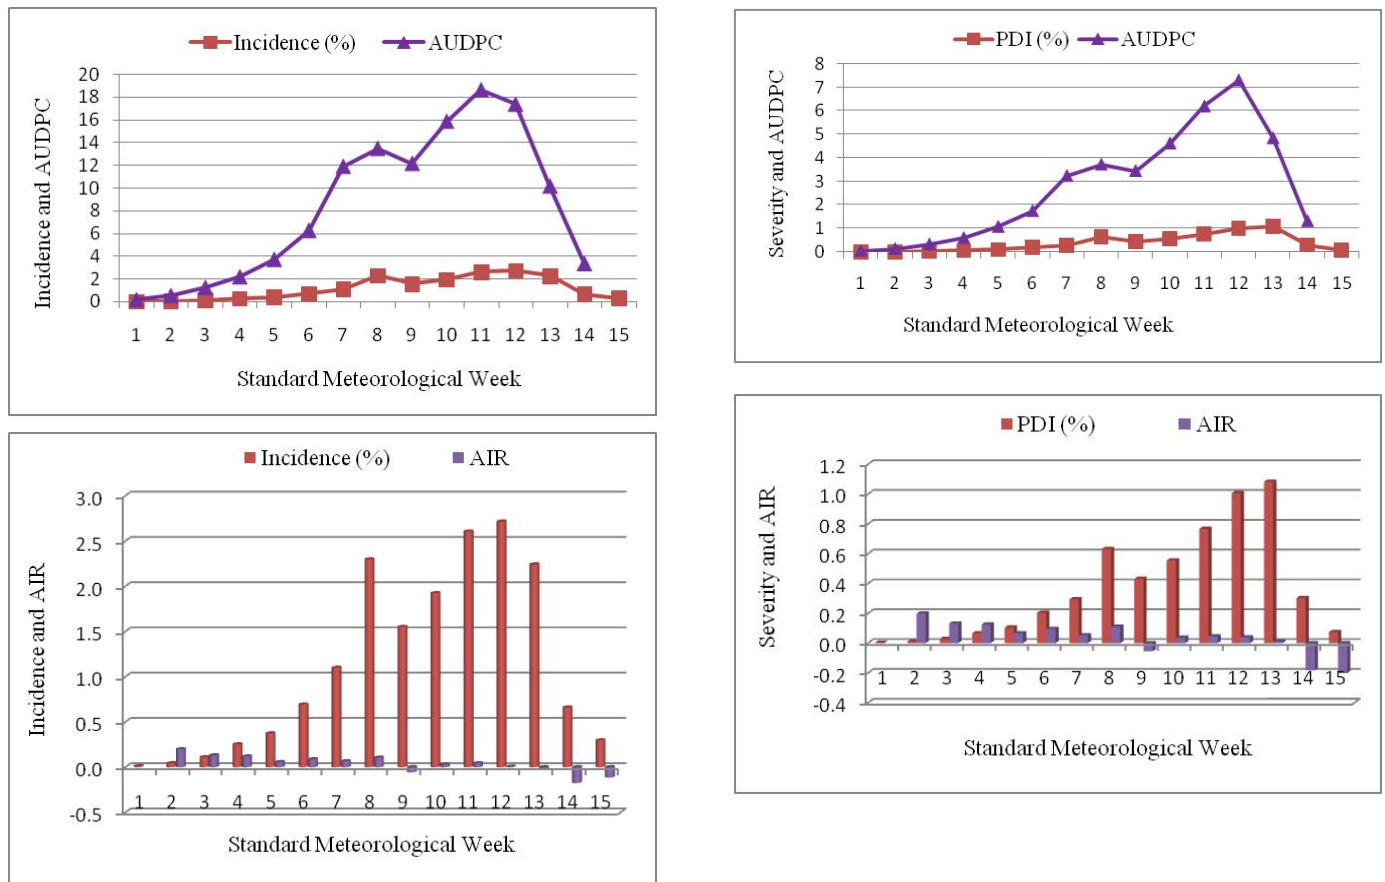 Incidence (%) AUDPC
Incidence and AUDPC
20
18
16
14
12
10
8
6
4
2
0
1 2 3 4 5 6 7 8 9 10 11 12 13 14 15
Standard Meteorological Week
PDI (%) AUDPC
Severity and AUDPC
8
7
6
5
4
3
2
1
0
1 2 3 4 5 6 7 8 9 10 11 12 13 14 15
Standard Meteorological Week
Incidence (%) AIR
Incidence and AIR
3.0
2.5
2.0
1.5
1.0
0.5
0.0
-0.5
1 2 3 4 5 6 7 8 9 10 11 12 13 14 15
Standard Meteorological Week
PDI (%) AIR
Severity and AIR
1.2
1.0
0.8
0.6
0.4
0.2
0.0
-0.2
-0.4
1 2 3 4 5 6 7 8 9 10 11 12 13 14 15
Standard Meteorological Week